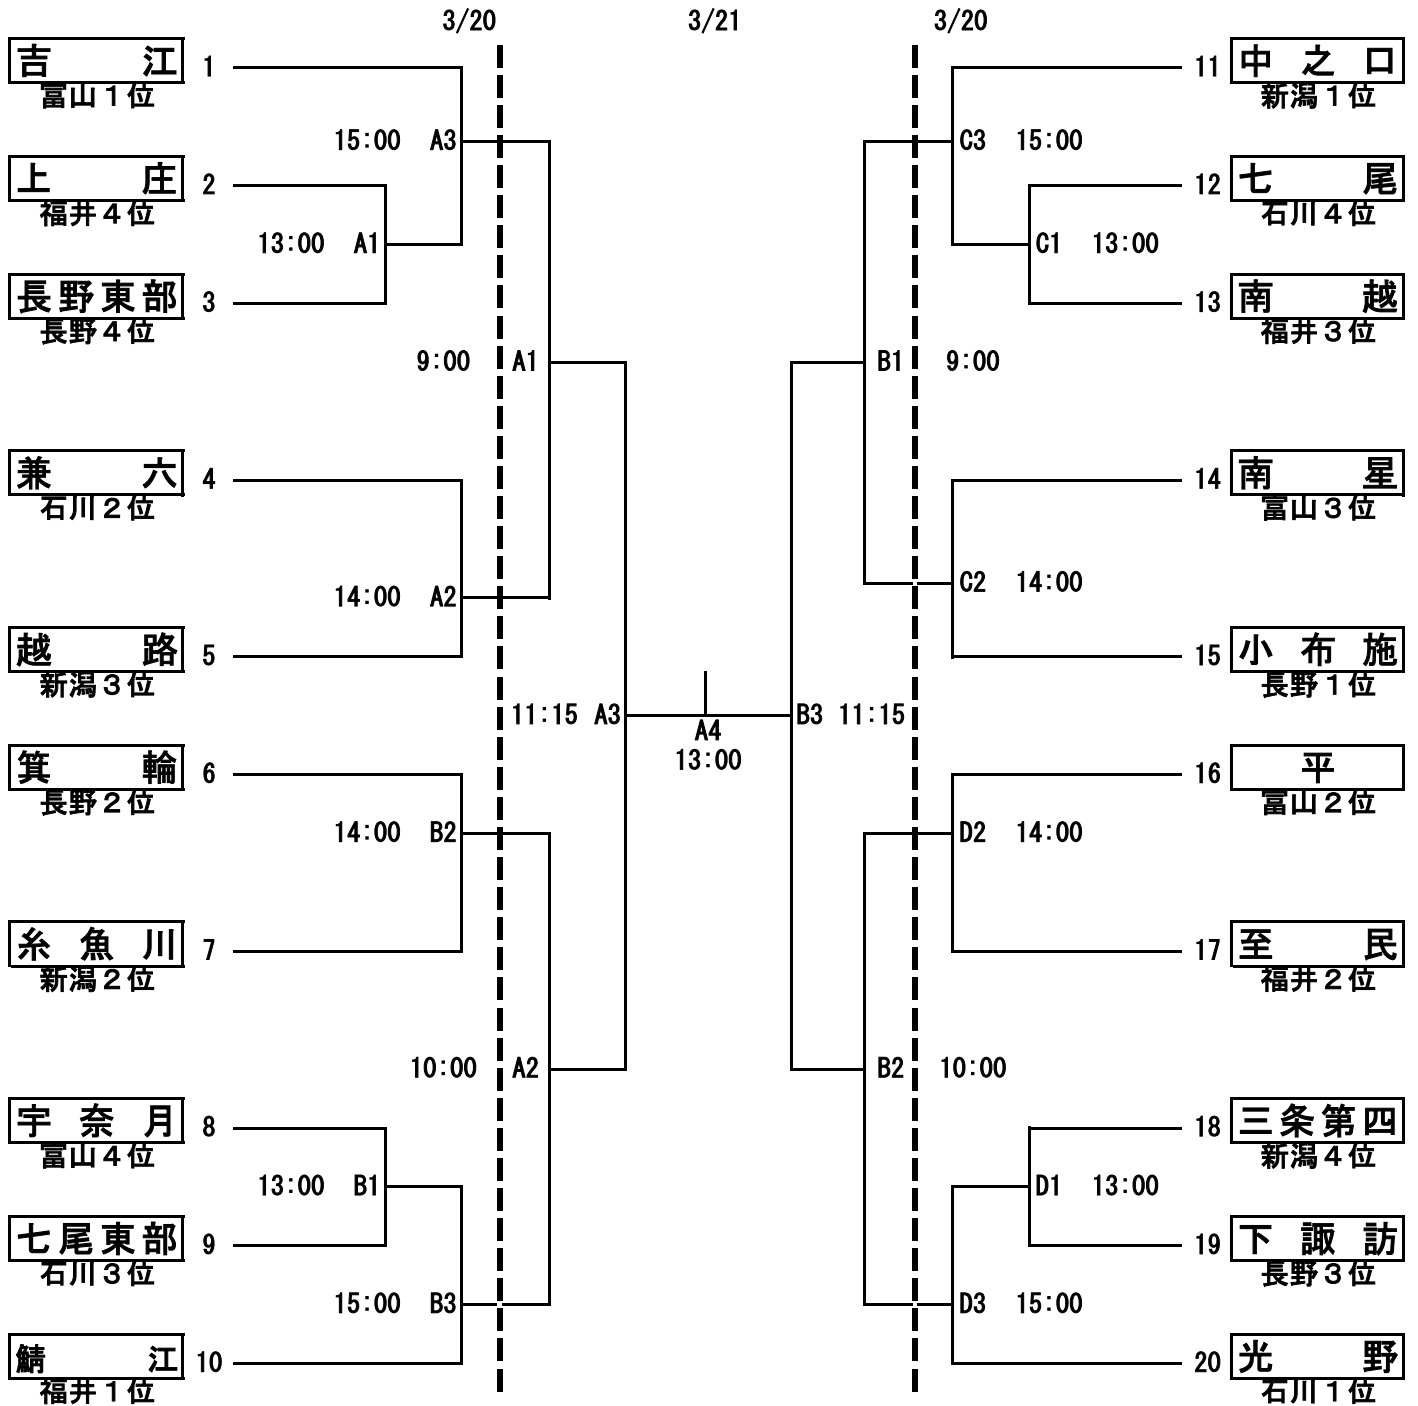 3/20
3/21
3/20
吉江 1
富山１位
15:00 A3
上庄 2
福井４位
13:00 A1
長野東部 3
長野４位
9:00 A1
兼六 4
石川２位
14:00 A2
越路 5
新潟３位
11:15 A3
箕輪 6
長野２位
14:00 B2
糸魚川 7
新潟２位
10:00 A2
宇奈月 8
富山４位
13:00 B1
七尾東部 9
石川３位
15:00 B3
鯖江 10
福井１位
A4
13:00
11 中之口
新潟１位
C3 15:00
12 七尾
石川４位
C1 13:00
13 南越
福井３位
B1 9:00
14 南星
富山３位
C2 14:00
15 小布施
長野１位
B3 11:15
16 平
富山２位
D2 14:00
17 至民
福井２位
B2 10:00
18 三条第四
新潟４位
D1 13:00
19 下諏訪
長野３位
D3 15:00
20 光野
石川１位